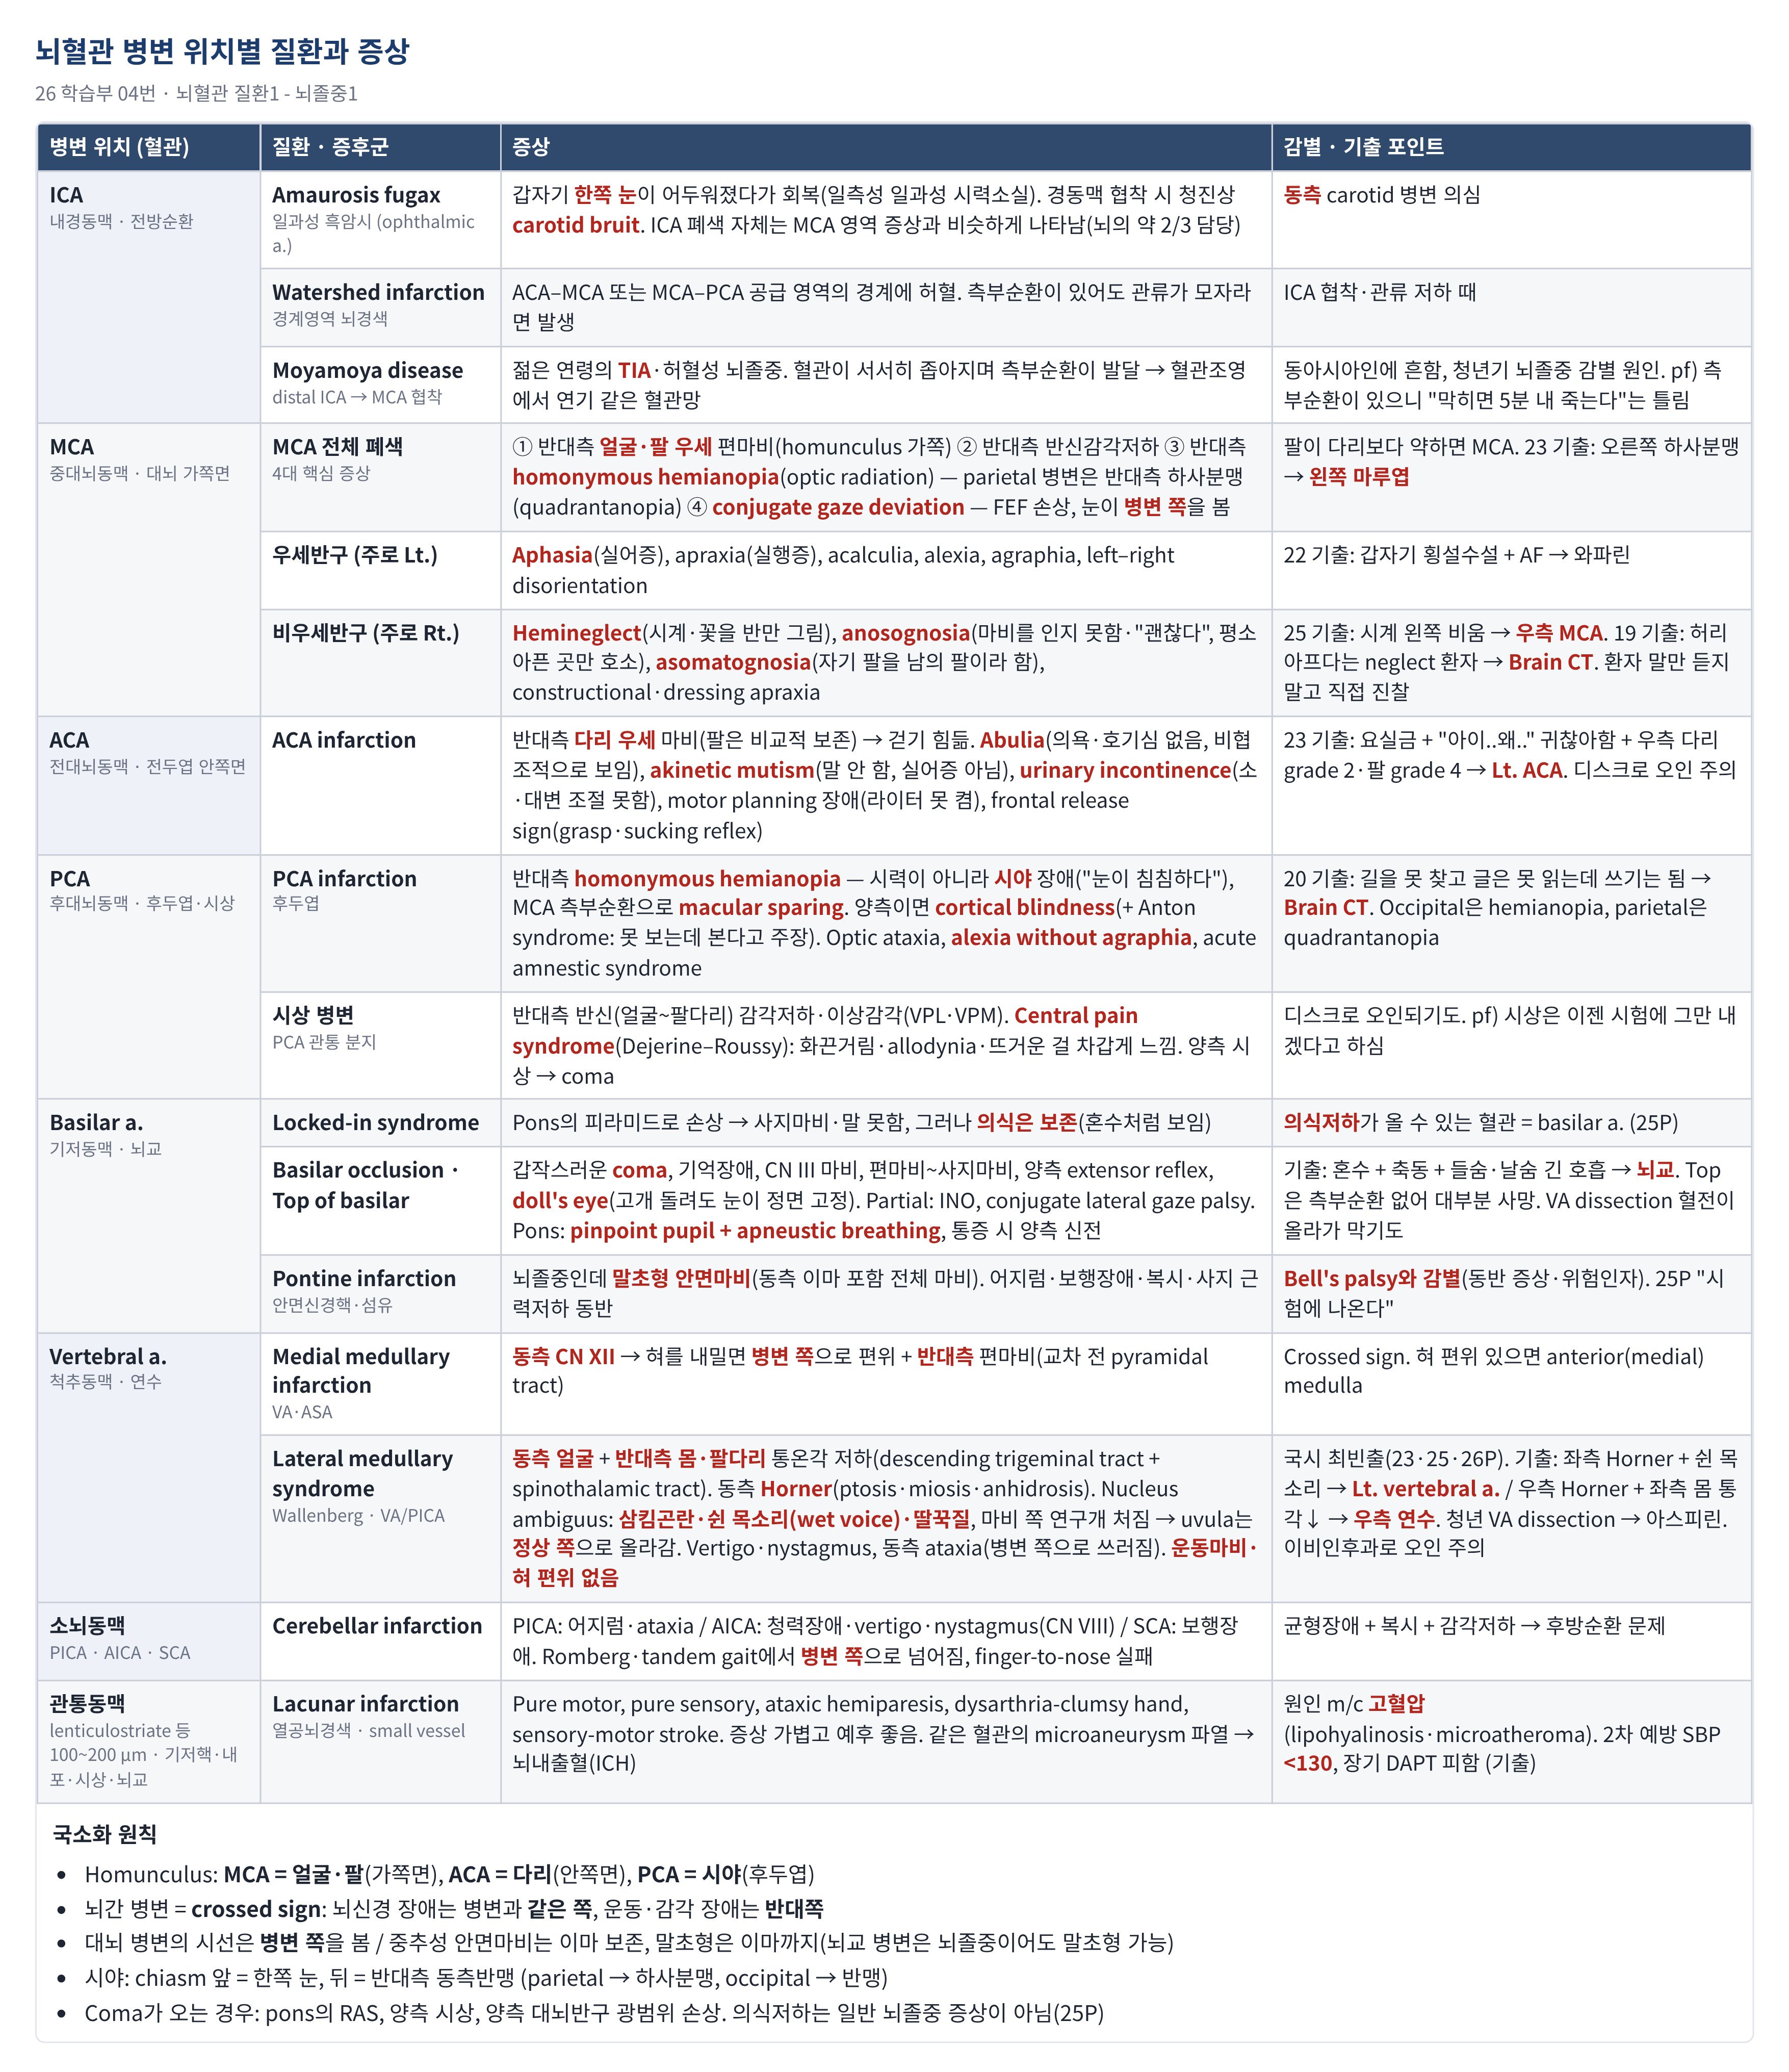 뇌혈관 병변 위치별 질환과 증상
26 학습부 04번 · 뇌혈관 질환1 - 뇌졸중1
병변 위치 (혈관)
질환 · 증후군
증상
감별 · 기출 포인트
ICA
내경동맥 · 전방순환
Amaurosis fugax
일과성 흑암시 (ophthalmic
a.)
갑자기 한쪽 눈이 어두워졌다가 회복(일측성 일과성 시력소실). 경동맥 협착 시 청진상
carotid bruit. ICA 폐색 자체는 MCA 영역 증상과 비슷하게 나타남(뇌의 약 2/3 담당)
동측 carotid 병변 의심
Watershed infarction
경계영역 뇌경색
ACA–MCA 또는 MCA–PCA 공급 영역의 경계에 허혈. 측부순환이 있어도 관류가 모자라
면 발생
ICA 협착·관류 저하 때
Moyamoya disease
distal ICA → MCA 협착
젊은 연령의 TIA·허혈성 뇌졸중. 혈관이 서서히 좁아지며 측부순환이 발달 → 혈관조영
에서 연기 같은 혈관망
동아시아인에 흔함, 청년기 뇌졸중 감별 원인. pf) 측
부순환이 있으니 "막히면 5분 내 죽는다"는 틀림
MCA
중대뇌동맥 · 대뇌 가쪽면
MCA 전체 폐색
4대 핵심 증상
① 반대측 얼굴·팔 우세 편마비(homunculus 가쪽) ② 반대측 반신감각저하 ③ 반대측
homonymous hemianopia(optic radiation) — parietal 병변은 반대측 하사분맹
(quadrantanopia) ④ conjugate gaze deviation — FEF 손상, 눈이 병변 쪽을 봄
팔이 다리보다 약하면 MCA. 23 기출: 오른쪽 하사분맹
→ 왼쪽 마루엽
우세반구 (주로 Lt.)
Aphasia(실어증), apraxia(실행증), acalculia, alexia, agraphia, left–right
disorientation
22 기출: 갑자기 횡설수설 + AF → 와파린
비우세반구 (주로 Rt.)
Hemineglect(시계·꽃을 반만 그림), anosognosia(마비를 인지 못함·"괜찮다", 평소
아픈 곳만 호소), asomatognosia(자기 팔을 남의 팔이라 함),
constructional·dressing apraxia
25 기출: 시계 왼쪽 비움 → 우측 MCA. 19 기출: 허리
아프다는 neglect 환자 → Brain CT. 환자 말만 듣지
말고 직접 진찰
ACA
전대뇌동맥 · 전두엽 안쪽면
ACA infarction
반대측 다리 우세 마비(팔은 비교적 보존) → 걷기 힘듦. Abulia(의욕·호기심 없음, 비협
조적으로 보임), akinetic mutism(말 안 함, 실어증 아님), urinary incontinence(소
·대변 조절 못함), motor planning 장애(라이터 못 켬), frontal release
sign(grasp·sucking reflex)
23 기출: 요실금 + "아이..왜.." 귀찮아함 + 우측 다리
grade 2·팔 grade 4 → Lt. ACA. 디스크로 오인 주의
PCA
후대뇌동맥 · 후두엽·시상
PCA infarction
후두엽
반대측 homonymous hemianopia — 시력이 아니라 시야 장애("눈이 침침하다"),
MCA 측부순환으로 macular sparing. 양측이면 cortical blindness(+ Anton
syndrome: 못 보는데 본다고 주장). Optic ataxia, alexia without agraphia, acute
amnestic syndrome
20 기출: 길을 못 찾고 글은 못 읽는데 쓰기는 됨 →
Brain CT. Occipital은 hemianopia, parietal은
quadrantanopia
시상 병변
PCA 관통 분지
반대측 반신(얼굴~팔다리) 감각저하·이상감각(VPL·VPM). Central pain
syndrome(Dejerine–Roussy): 화끈거림·allodynia·뜨거운 걸 차갑게 느낌. 양측 시
상 → coma
디스크로 오인되기도. pf) 시상은 이젠 시험에 그만 내
겠다고 하심
Basilar a.
기저동맥 · 뇌교
Locked-in syndrome
Pons의 피라미드로 손상 → 사지마비·말 못함, 그러나 의식은 보존(혼수처럼 보임)
의식저하가 올 수 있는 혈관 = basilar a. (25P)
Basilar occlusion ·
Top of basilar
갑작스러운 coma, 기억장애, CN III 마비, 편마비~사지마비, 양측 extensor reflex,
doll's eye(고개 돌려도 눈이 정면 고정). Partial: INO, conjugate lateral gaze palsy.
Pons: pinpoint pupil + apneustic breathing, 통증 시 양측 신전
기출: 혼수 + 축동 + 들숨·날숨 긴 호흡 → 뇌교. Top
은 측부순환 없어 대부분 사망. VA dissection 혈전이
올라가 막기도
Pontine infarction
안면신경핵·섬유
뇌졸중인데 말초형 안면마비(동측 이마 포함 전체 마비). 어지럼·보행장애·복시·사지 근
력저하 동반
Bell's palsy와 감별(동반 증상·위험인자). 25P "시
험에 나온다"
Vertebral a.
척추동맥 · 연수
Medial medullary
infarction
VA·ASA
동측 CN XII → 혀를 내밀면 병변 쪽으로 편위 + 반대측 편마비(교차 전 pyramidal
tract)
Crossed sign. 혀 편위 있으면 anterior(medial)
medulla
Lateral medullary
syndrome
Wallenberg · VA/PICA
동측 얼굴 + 반대측 몸·팔다리 통온각 저하(descending trigeminal tract +
spinothalamic tract). 동측 Horner(ptosis·miosis·anhidrosis). Nucleus
ambiguus: 삼킴곤란·쉰 목소리(wet voice)·딸꾹질, 마비 쪽 연구개 처짐 → uvula는
정상 쪽으로 올라감. Vertigo·nystagmus, 동측 ataxia(병변 쪽으로 쓰러짐). 운동마비·
혀 편위 없음
국시 최빈출(23·25·26P). 기출: 좌측 Horner + 쉰 목
소리 → Lt. vertebral a. / 우측 Horner + 좌측 몸 통
각↓ → 우측 연수. 청년 VA dissection → 아스피린.
이비인후과로 오인 주의
소뇌동맥
PICA · AICA · SCA
Cerebellar infarction
PICA: 어지럼·ataxia / AICA: 청력장애·vertigo·nystagmus(CN VIII) / SCA: 보행장
애. Romberg·tandem gait에서 병변 쪽으로 넘어짐, finger-to-nose 실패
균형장애 + 복시 + 감각저하 → 후방순환 문제
관통동맥
lenticulostriate 등
100~200 µm · 기저핵·내
포·시상·뇌교
Lacunar infarction
열공뇌경색 · small vessel
Pure motor, pure sensory, ataxic hemiparesis, dysarthria-clumsy hand,
sensory-motor stroke. 증상 가볍고 예후 좋음. 같은 혈관의 microaneurysm 파열 →
뇌내출혈(ICH)
원인 m/c 고혈압
(lipohyalinosis·microatheroma). 2차 예방 SBP
<130, 장기 DAPT 피함 (기출)
국소화 원칙
• Homunculus: MCA = 얼굴·팔(가쪽면), ACA = 다리(안쪽면), PCA = 시야(후두엽)
• 뇌간 병변 = crossed sign: 뇌신경 장애는 병변과 같은 쪽, 운동·감각 장애는 반대쪽
• 대뇌 병변의 시선은 병변 쪽을 봄 / 중추성 안면마비는 이마 보존, 말초형은 이마까지(뇌교 병변은 뇌졸중이어도 말초형 가능)
• 시야: chiasm 앞 = 한쪽 눈, 뒤 = 반대측 동측반맹 (parietal → 하사분맹, occipital → 반맹)
• Coma가 오는 경우: pons의 RAS, 양측 시상, 양측 대뇌반구 광범위 손상. 의식저하는 일반 뇌졸중 증상이 아님(25P)